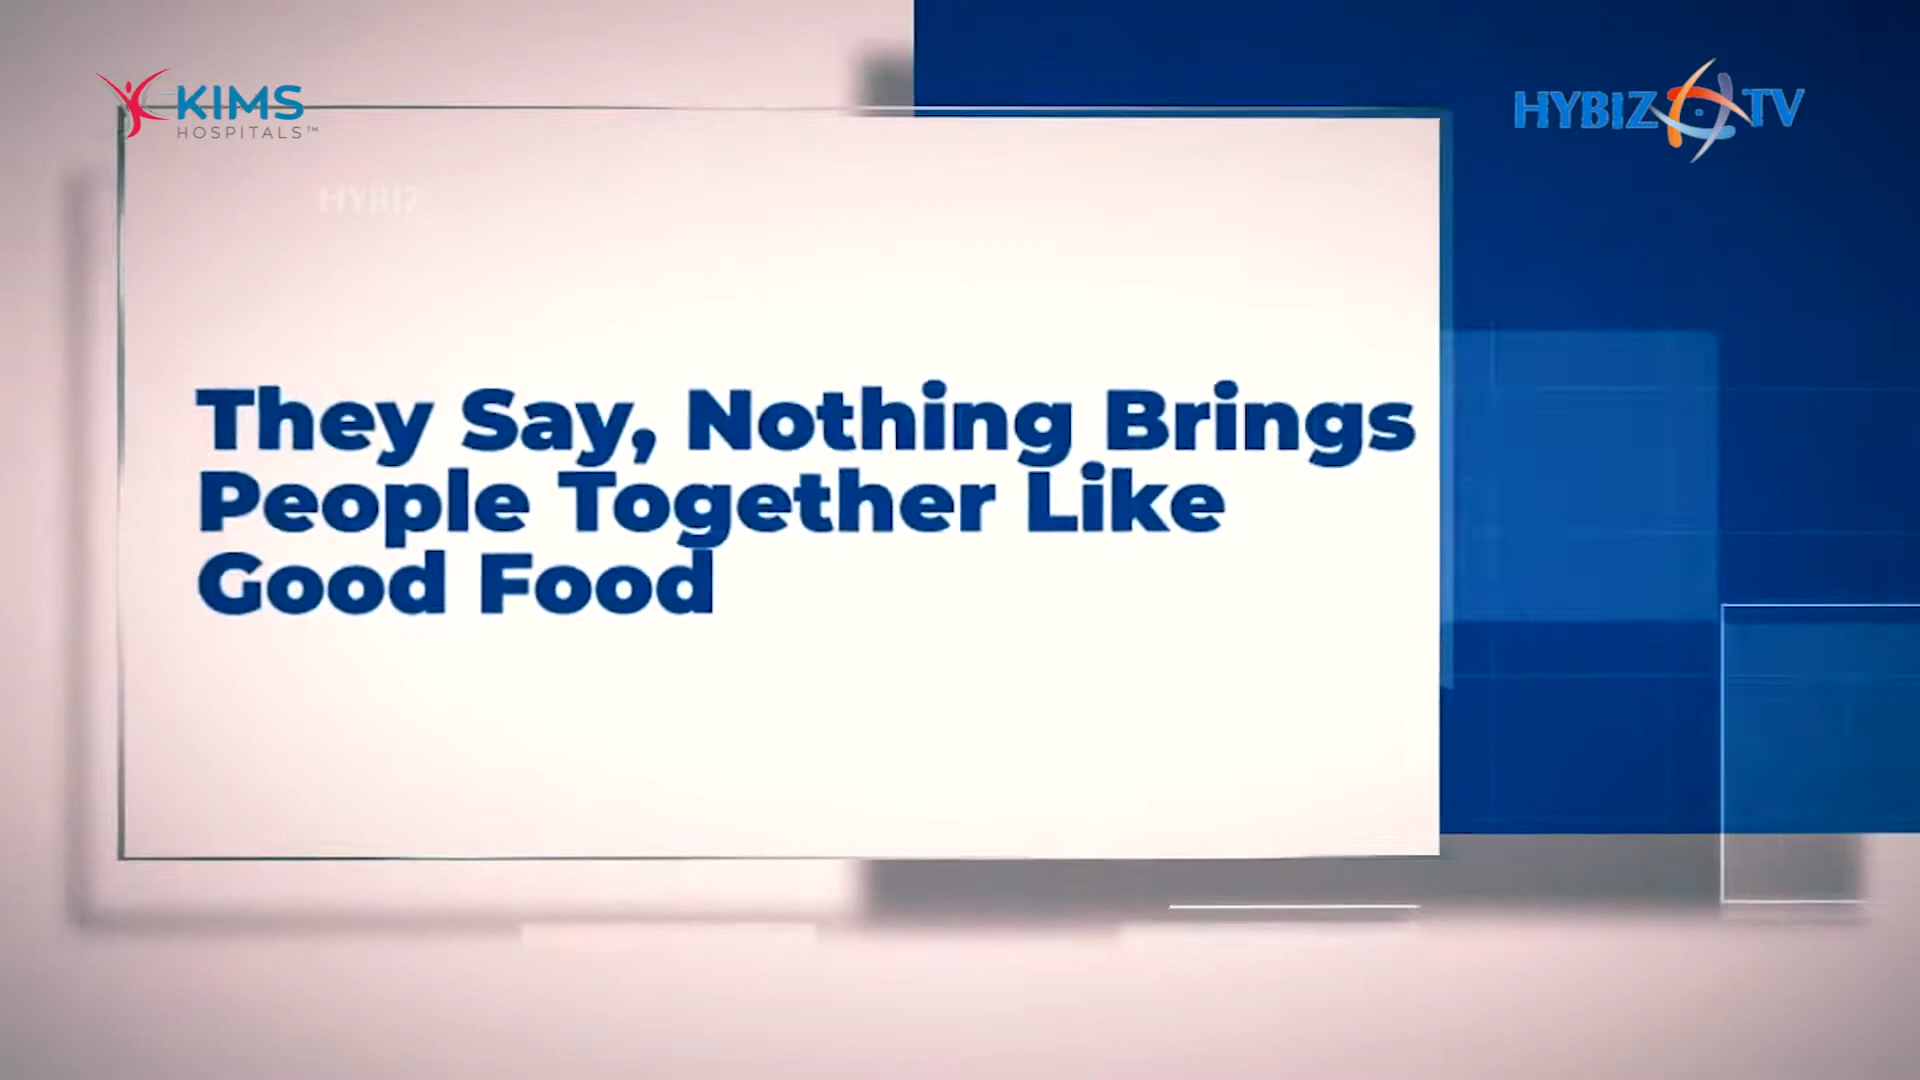 KIMS
HOSPITALS™
HYBIZ TV
HYBIZ
They Say, Nothing Brings
People Together Like
Good Food